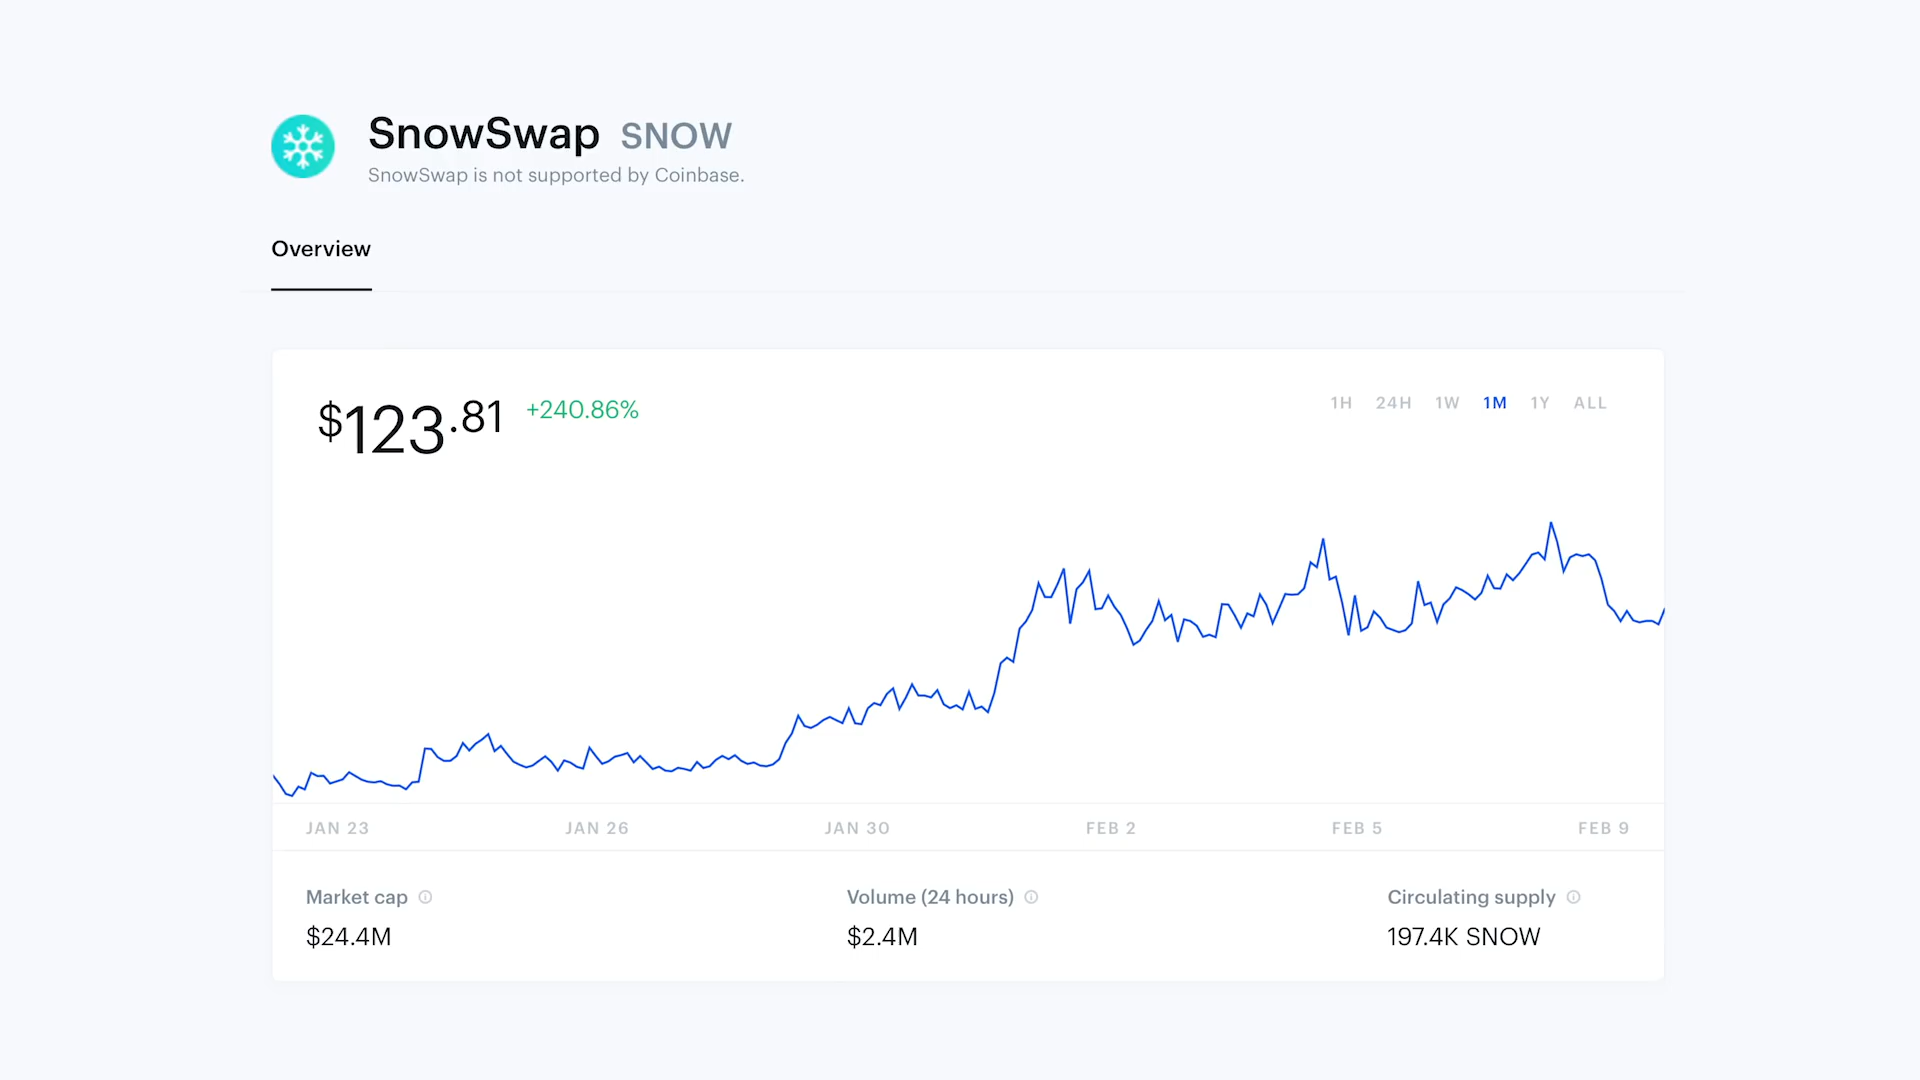 SnowSwap SNOW
SnowSwap is not supported by Coinbase.
Overview
$123.81 +240.86%
1H 24H 1W 1M 1Y ALL
JAN 23 JAN 26 JAN 30 FEB 2 FEB 5 FEB 9
Market cap Volume (24 hours) Circulating supply
$24.4M $2.4M 197.4K SNOW